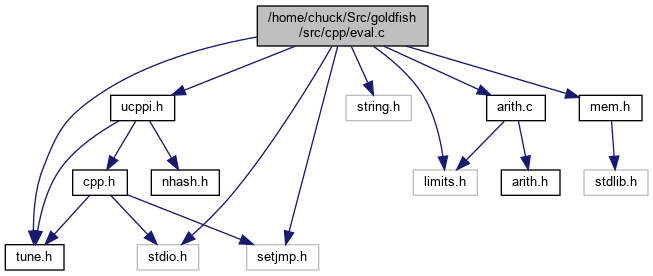 /home/chuck/Src/goldfish
/src/cpp/eval.c
ucppi.h
string.h
arith.c
mem.h
cpp.h
nhash.h
limits.h
arith.h
stdlib.h
tune.h
stdio.h
setjmp.h